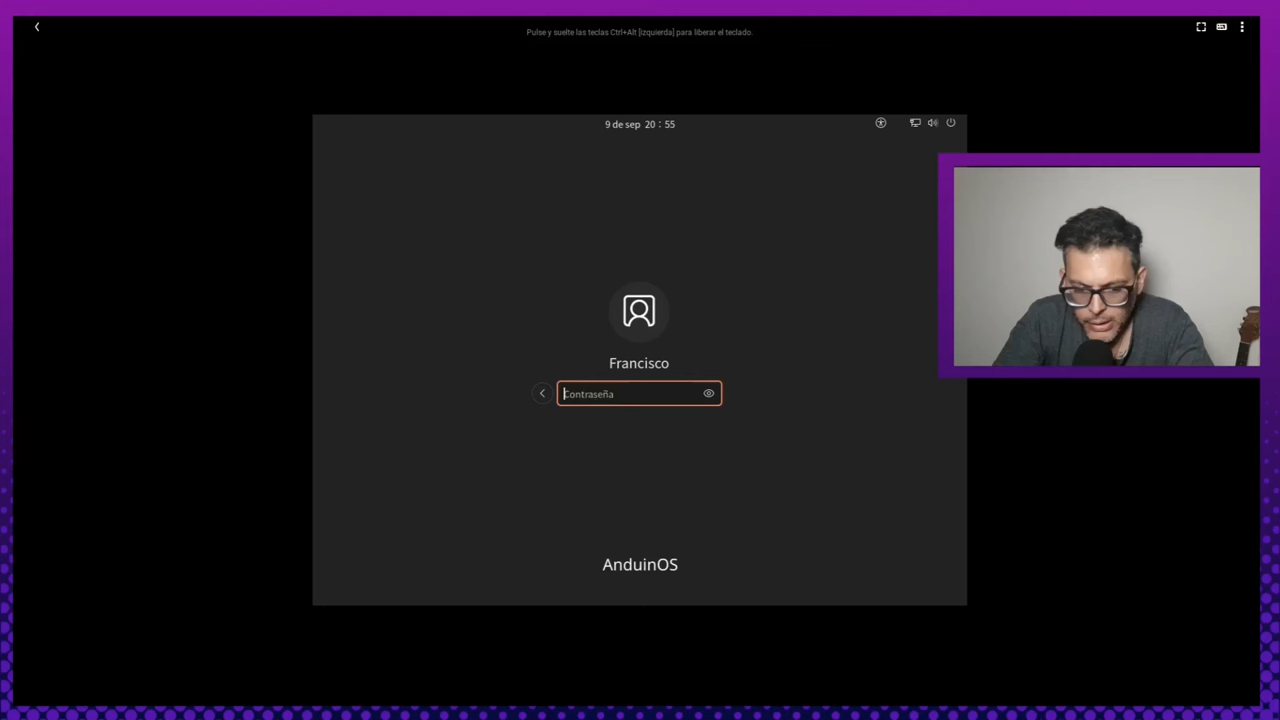 Pulse y suelte las teclas Ctrl+Alt [izquierda] para liberar el teclado.
9 de sep 20:55
Francisco
Contraseña
AnduinOS